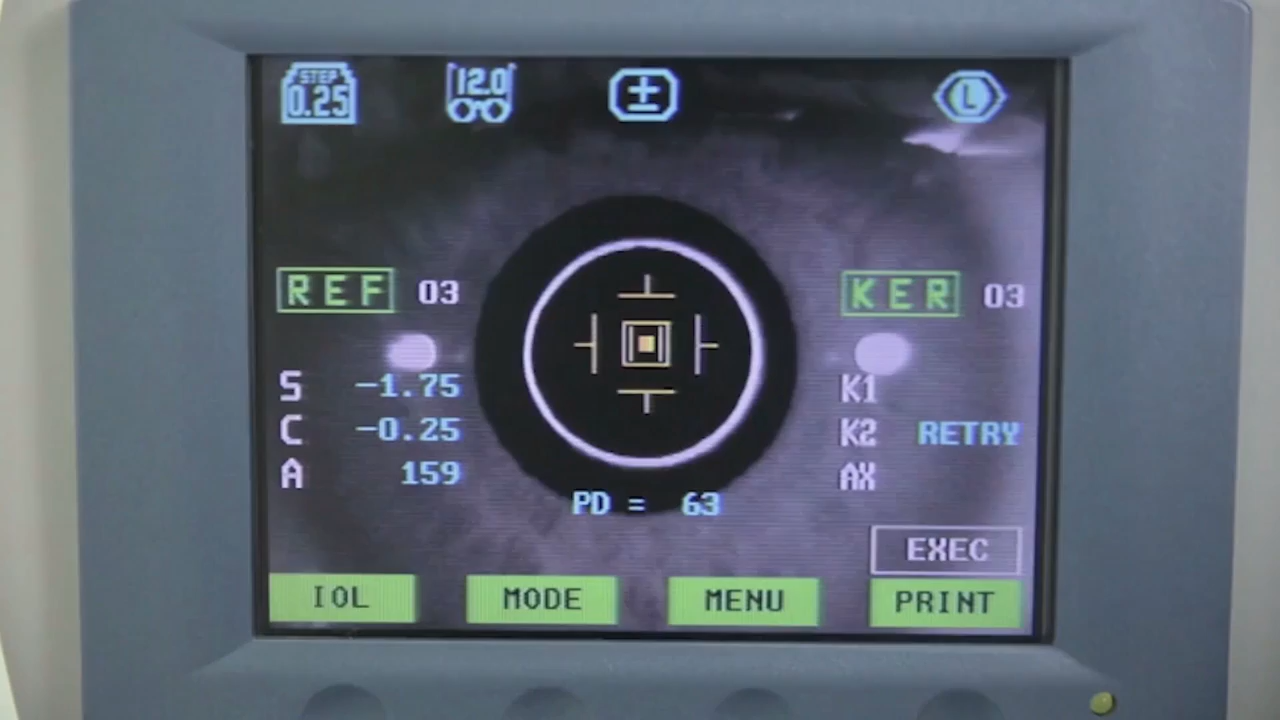 STEP
0.25
12.0
±
L
REF 03
KER 03
S -1.75
C -0.25
A 159
K1
K2 RETRY
AX
PD = 63
EXEC
IOL
MODE
MENU
PRINT